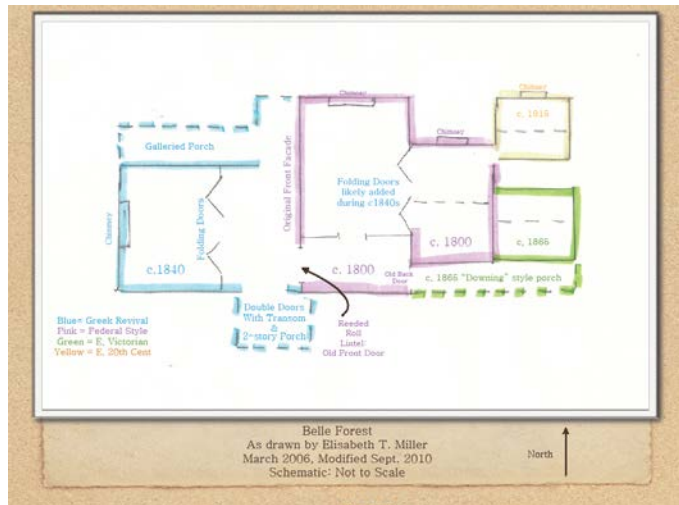 Chimney
Chimney
c. 1915
Galleried Porch
Chimney
Original Front Facade
Folding Doors
likely added
during c1840s
Chimney
Folding Doors
c.1840
c. 1800
Old Back
Door
c. 1800
c. 1866
c. 1866 "Downing" style porch
Double Doors
With Transom
&
2-story Porch
Reeded
Roll
Lintel:
Old Front Door
Blue= Greek Revival
Pink = Federal Style
Green = E, Victorian
Yellow = E, 20th Cent
Belle Forest
As drawn by Elisabeth T. Miller
March 2006, Modified Sept. 2010
Schematic: Not to Scale
North